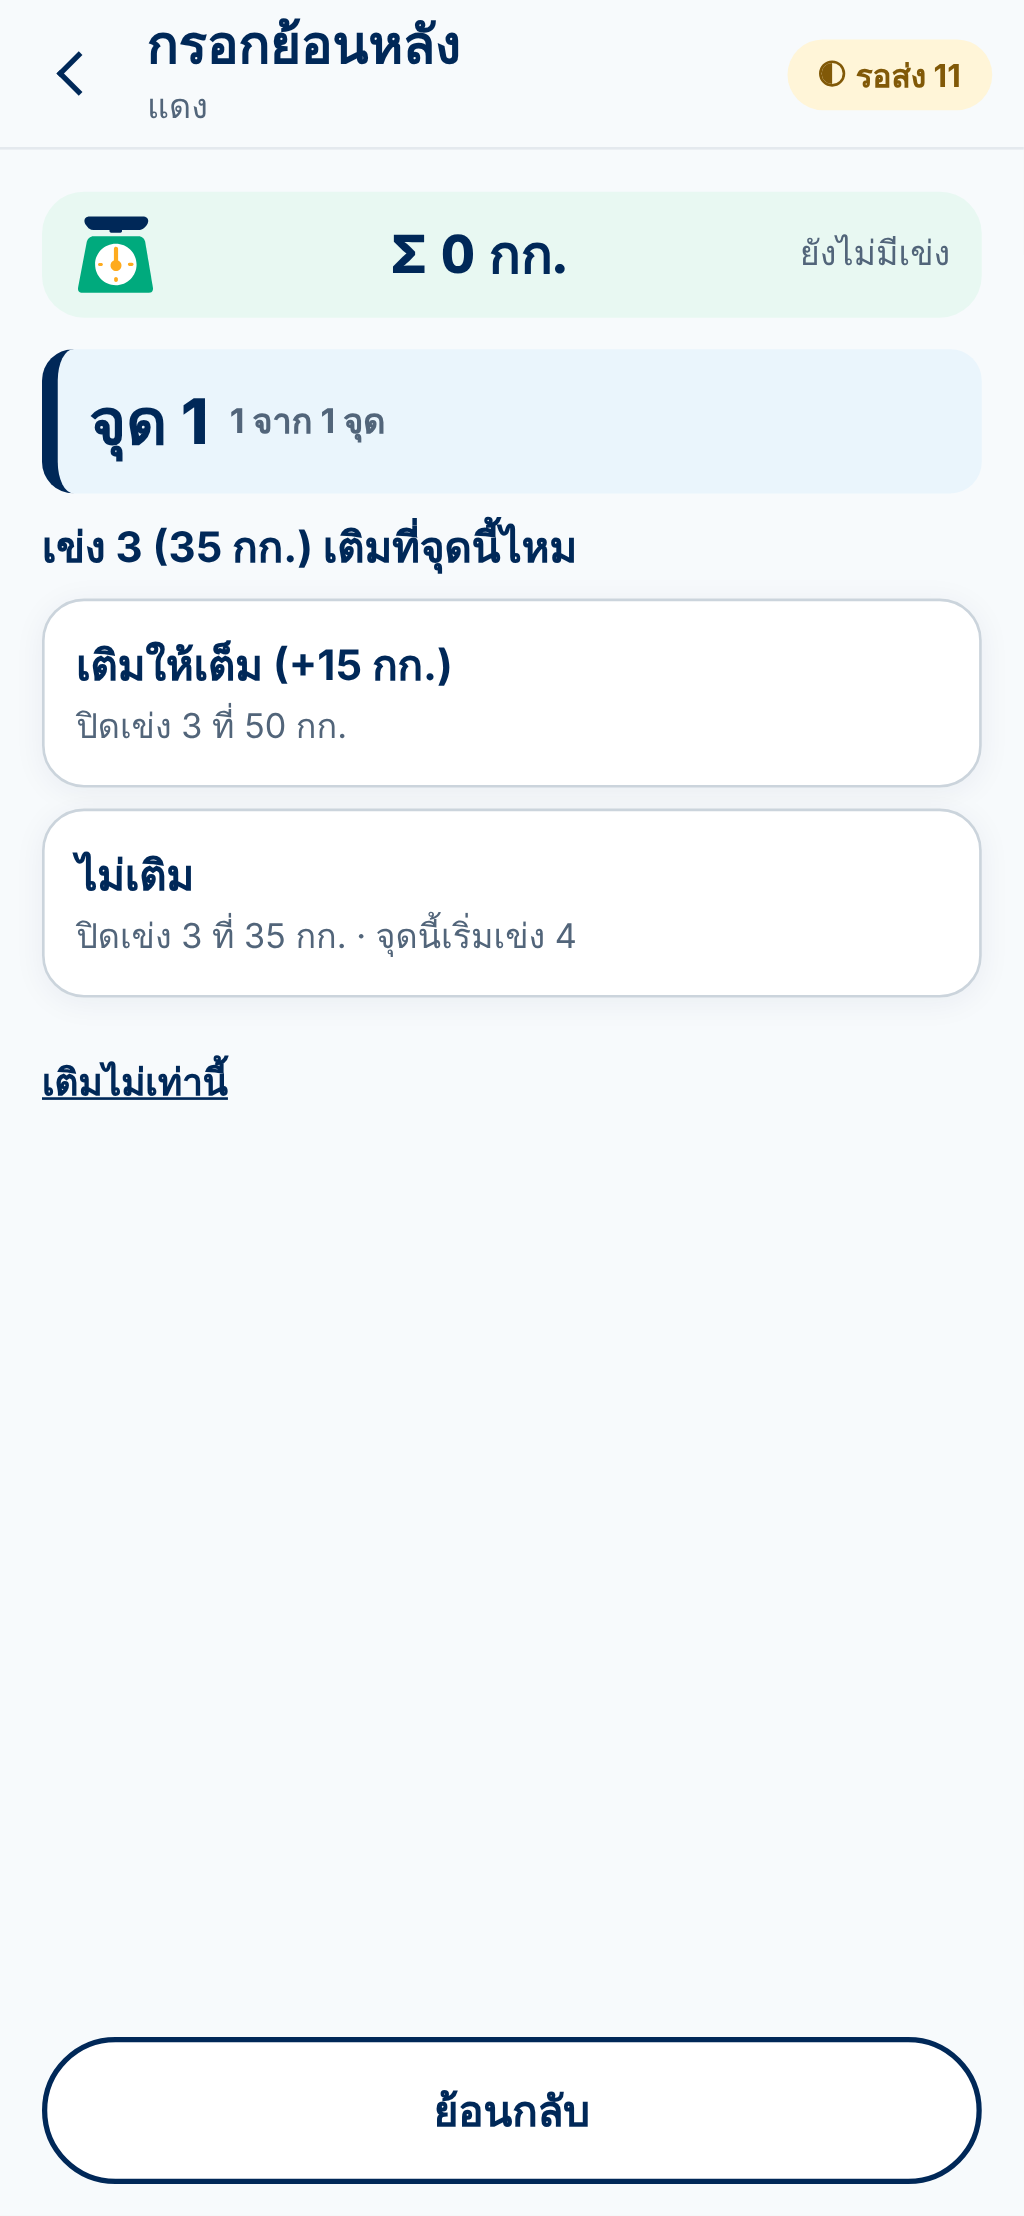 กรอกย้อนหลัง
แดง
รอส่ง 11
Σ 0 กก.
ยังไม่มีเข่ง
จุด 1 1 จาก 1 จุด
เข่ง 3 (35 กก.) เติมที่จุดนี้ไหม
เติมให้เต็ม (+15 กก.)
ปิดเข่ง 3 ที่ 50 กก.
ไม่เติม
ปิดเข่ง 3 ที่ 35 กก. · จุดนี้เริ่มเข่ง 4
เติมไม่เท่านี้
ย้อนกลับ